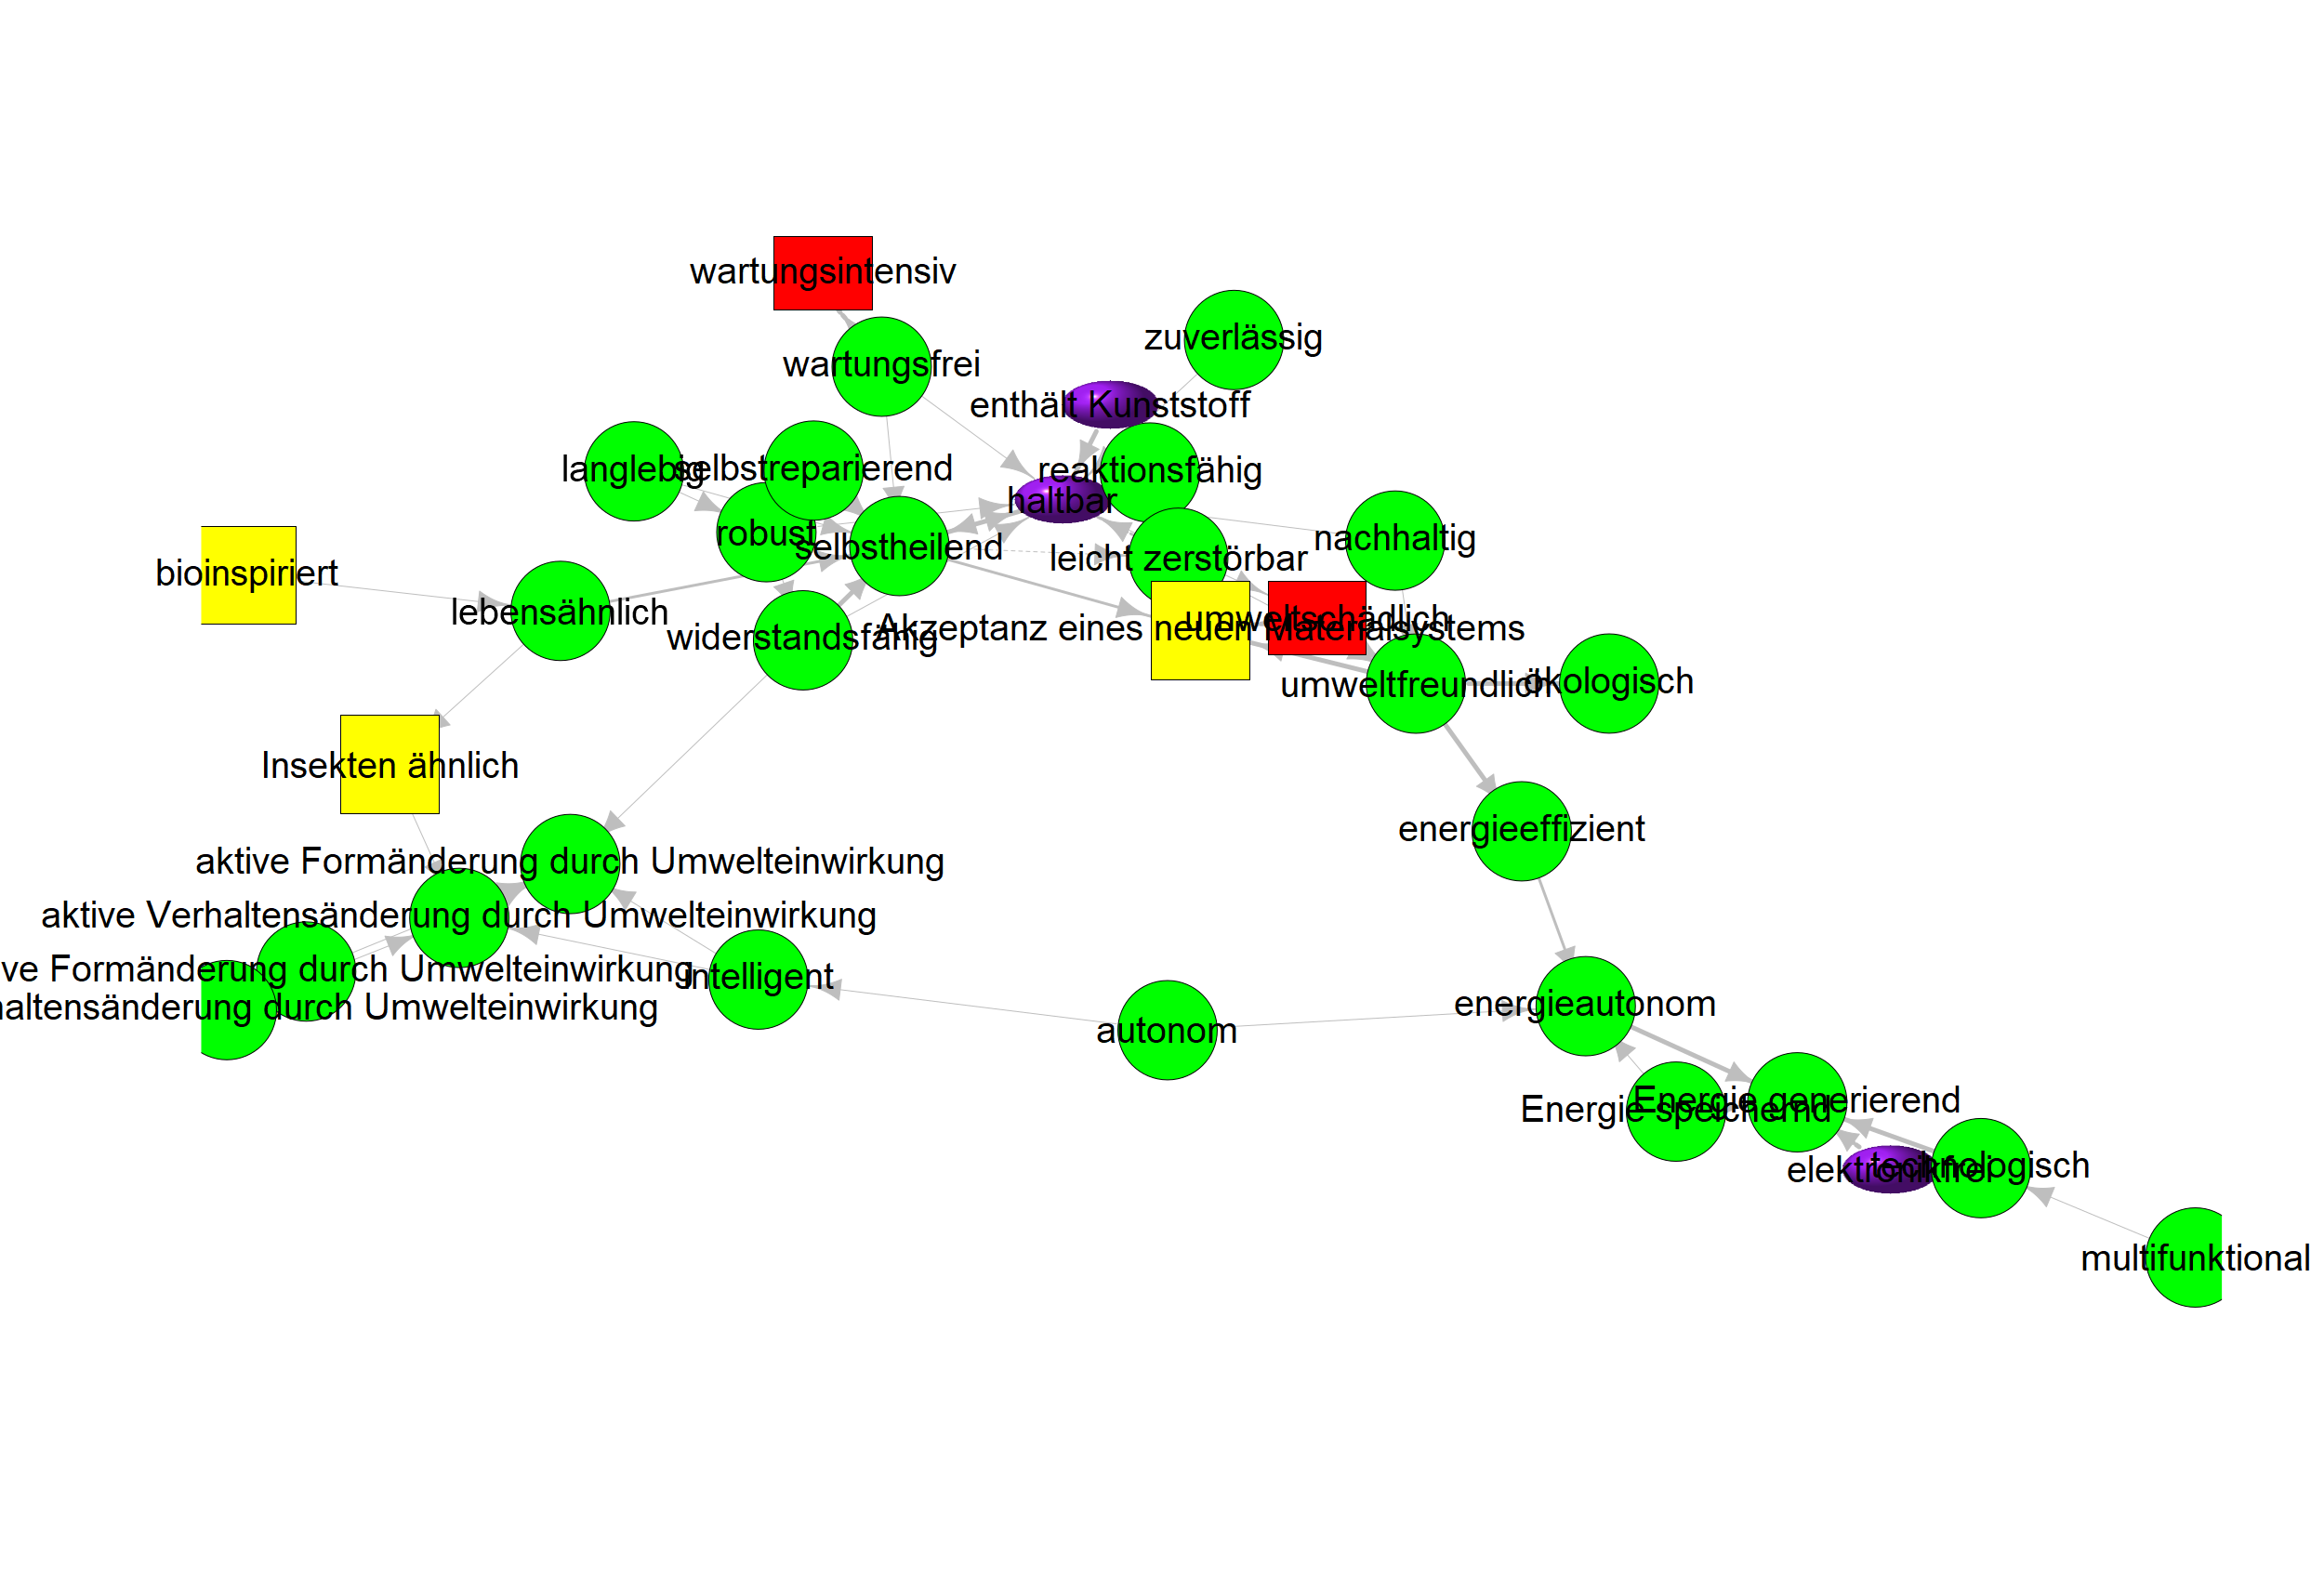 wartungsintensiv
zuverlässig
wartungsfrei
enthält Kunststoff
langlebig
selbstreparierend
reaktionsfähig
haltbar
robust
selbstheilend
nachhaltig
leicht zerstörbar
bioinspiriert
lebensähnlich
umweltschädlich
widerstandsfähig
Akzeptanz eines neuen Materialsystems
umweltfreundlich
ökologisch
Insekten ähnlich
energieeffizient
aktive Formänderung durch Umwelteinwirkung
aktive Verhaltensänderung durch Umwelteinwirkung
ve Formänderung durch Umwelteinwirkung
intelligent
haltensänderung durch Umwelteinwirkung
energieautonom
autonom
Energie generierend
Energie speichernd
technologisch
elektronikfrei
multifunktional